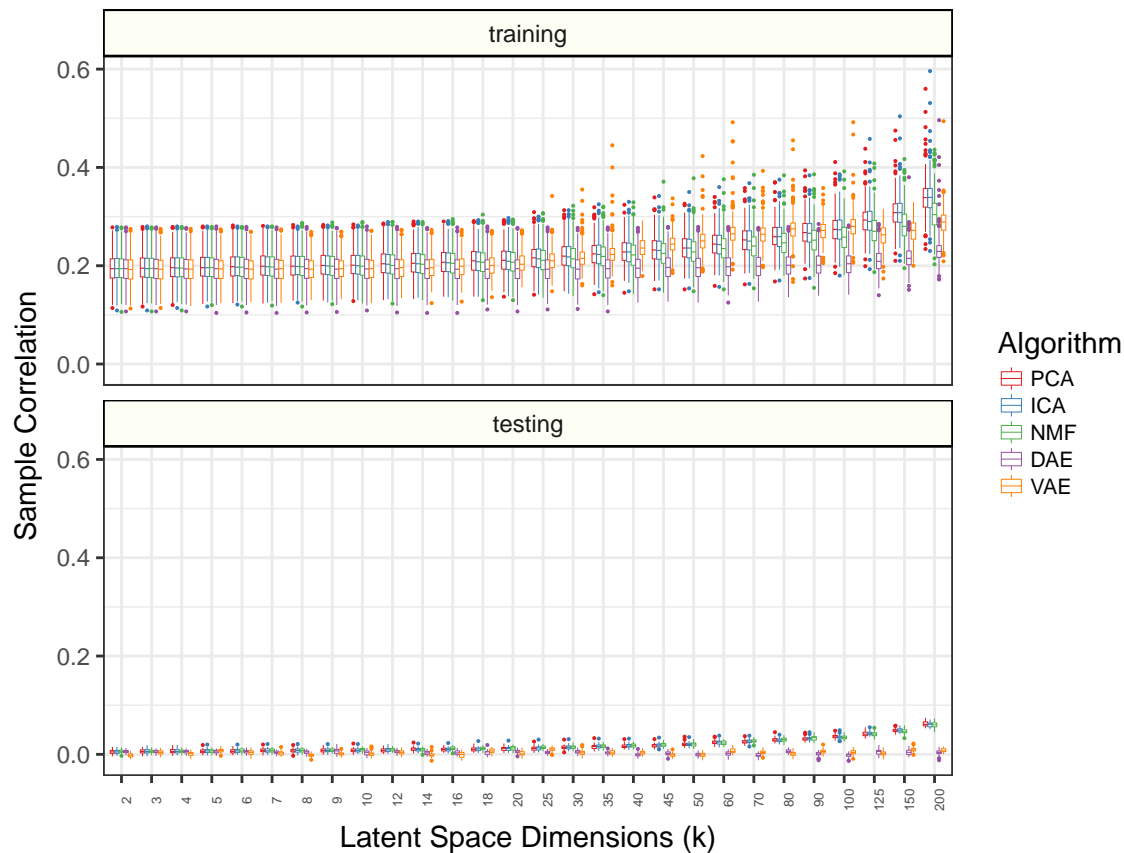 training
0.6
0.4
0.2
0.0
testing
0.6
0.4
0.2
0.0
Sample Correlation
2 3 4 5 6 7 8 9 10 12 14 16 18 20 25 30 35 40 45 50 60 70 80 90 100 125 150 200
Latent Space Dimensions (k)
Algorithm
PCA
ICA
NMF
DAE
VAE